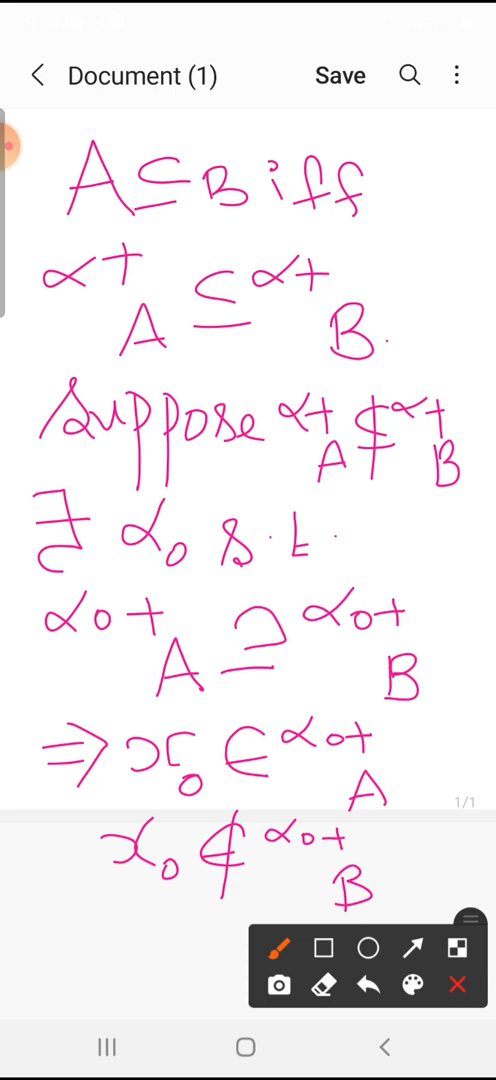 Document (1) Save
A ⊆ B iff
α+ A ⊆ α+ B.
Suppose α+ A ⊄ α+ B
∃ α₀ s.t.
α₀+ A ⊇ α₀+ B
⇒ x₀ ∈ α₀+ A
1/1
x₀ ∉ α₀+ B